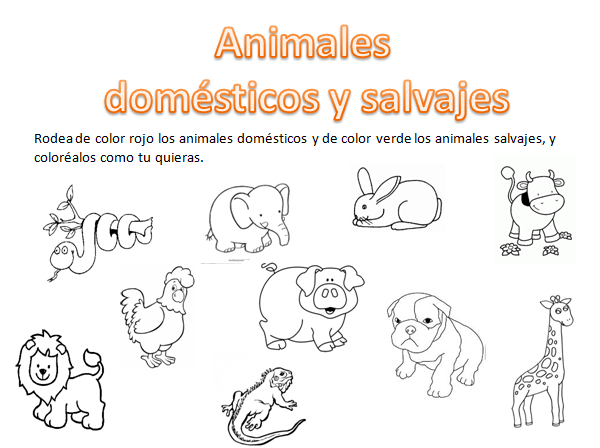 Animales
domésticos y salvajes
Rodea de color rojo los animales domésticos y de color verde los animales salvajes, y
coloréalos como tu quieras.